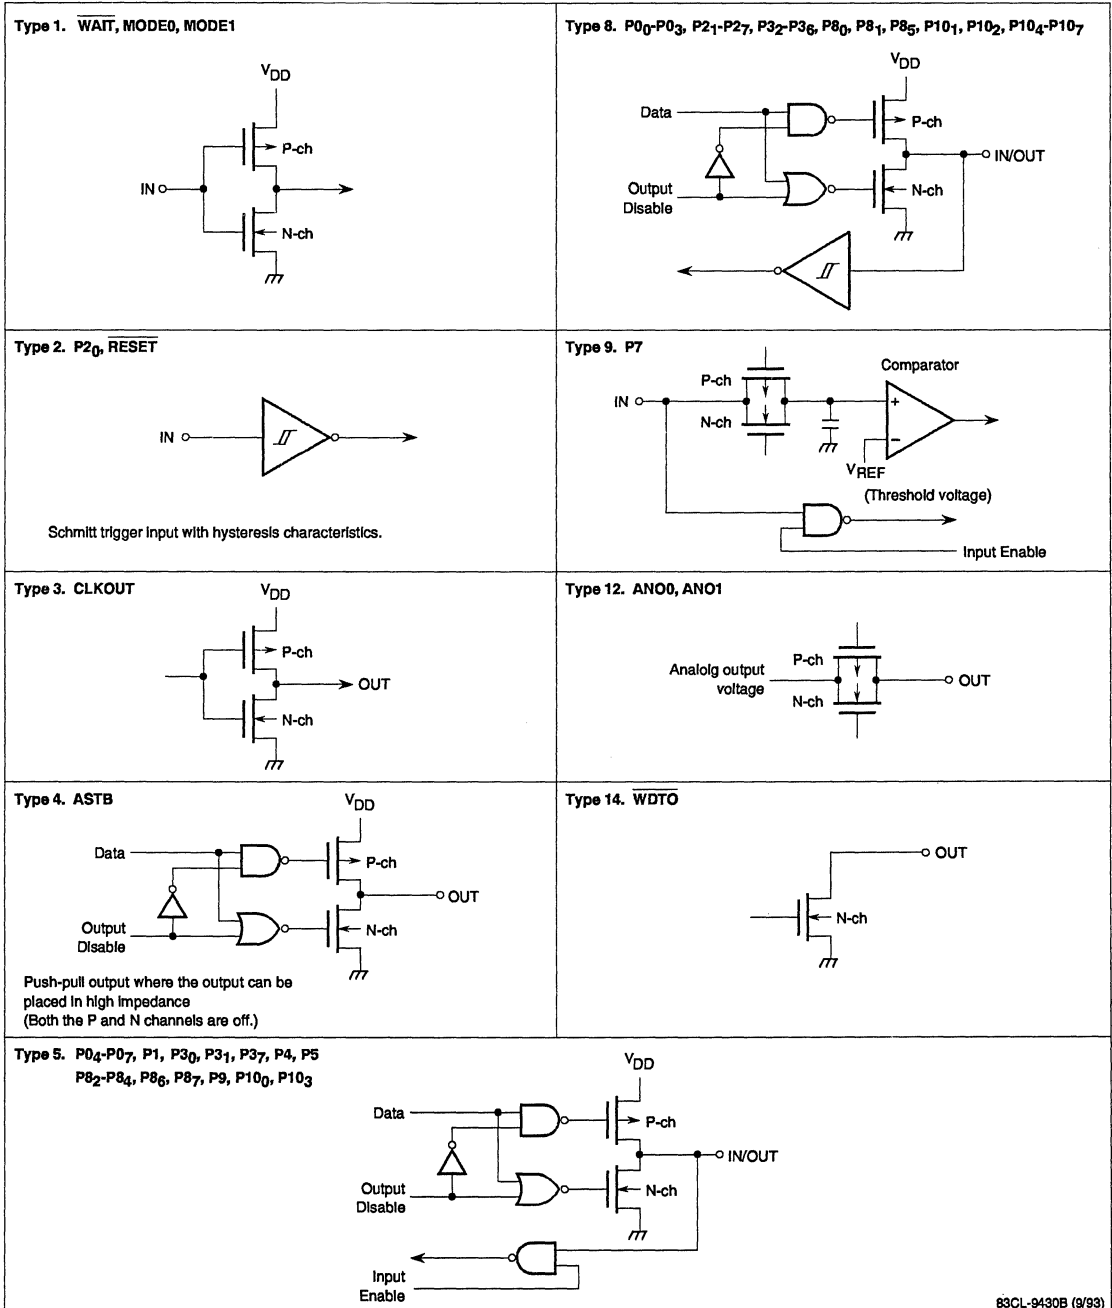 Type 1. WAIT, MODE0, MODE1
VDD
P-ch
IN
N-ch
Type 8. P00-P03, P21-P27, P32-P36, P80, P81, P85, P101, P102, P104-P107
VDD
Data
P-ch
IN/OUT
Output
Disable
N-ch
Type 2. P20, RESET
IN
Schmitt trigger input with hysteresis characteristics.
Type 9. P7
Comparator
P-ch
IN
+
N-ch
−
VREF
(Threshold voltage)
Input Enable
Type 3. CLKOUT
VDD
P-ch
OUT
N-ch
Type 12. ANO0, ANO1
P-ch
Analolg output
voltage
OUT
N-ch
Type 4. ASTB
VDD
Data
P-ch
OUT
Output
Disable
N-ch
Push-pull output where the output can be
placed in high impedance
(Both the P and N channels are off.)
Type 14. WDTO
OUT
N-ch
Type 5. P04-P07, P1, P30, P31, P37, P4, P5
P82-P84, P86, P87, P9, P100, P103
VDD
Data
P-ch
IN/OUT
Output
Disable
N-ch
Input
Enable
83CL-9430B (9/93)